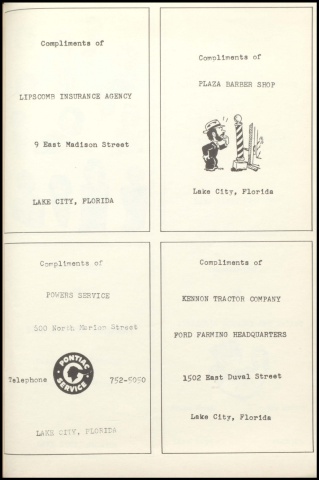 Compliments of
LIPSCOMB INSURANCE AGENCY
9 East Madison Street
LAKE CITY, FLORIDA
Compliments of
PLAZA BARBER SHOP
Lake City, Florida
Compliments of
POWERS SERVICE
500 North Marion Street
PONTIAC
SERVICE
Telephone 752-5050
LAKE CITY, FLORIDA
Compliments of
KENNON TRACTOR COMPANY
FORD FARMING HEADQUARTERS
1502 East Duval Street
Lake City, Florida